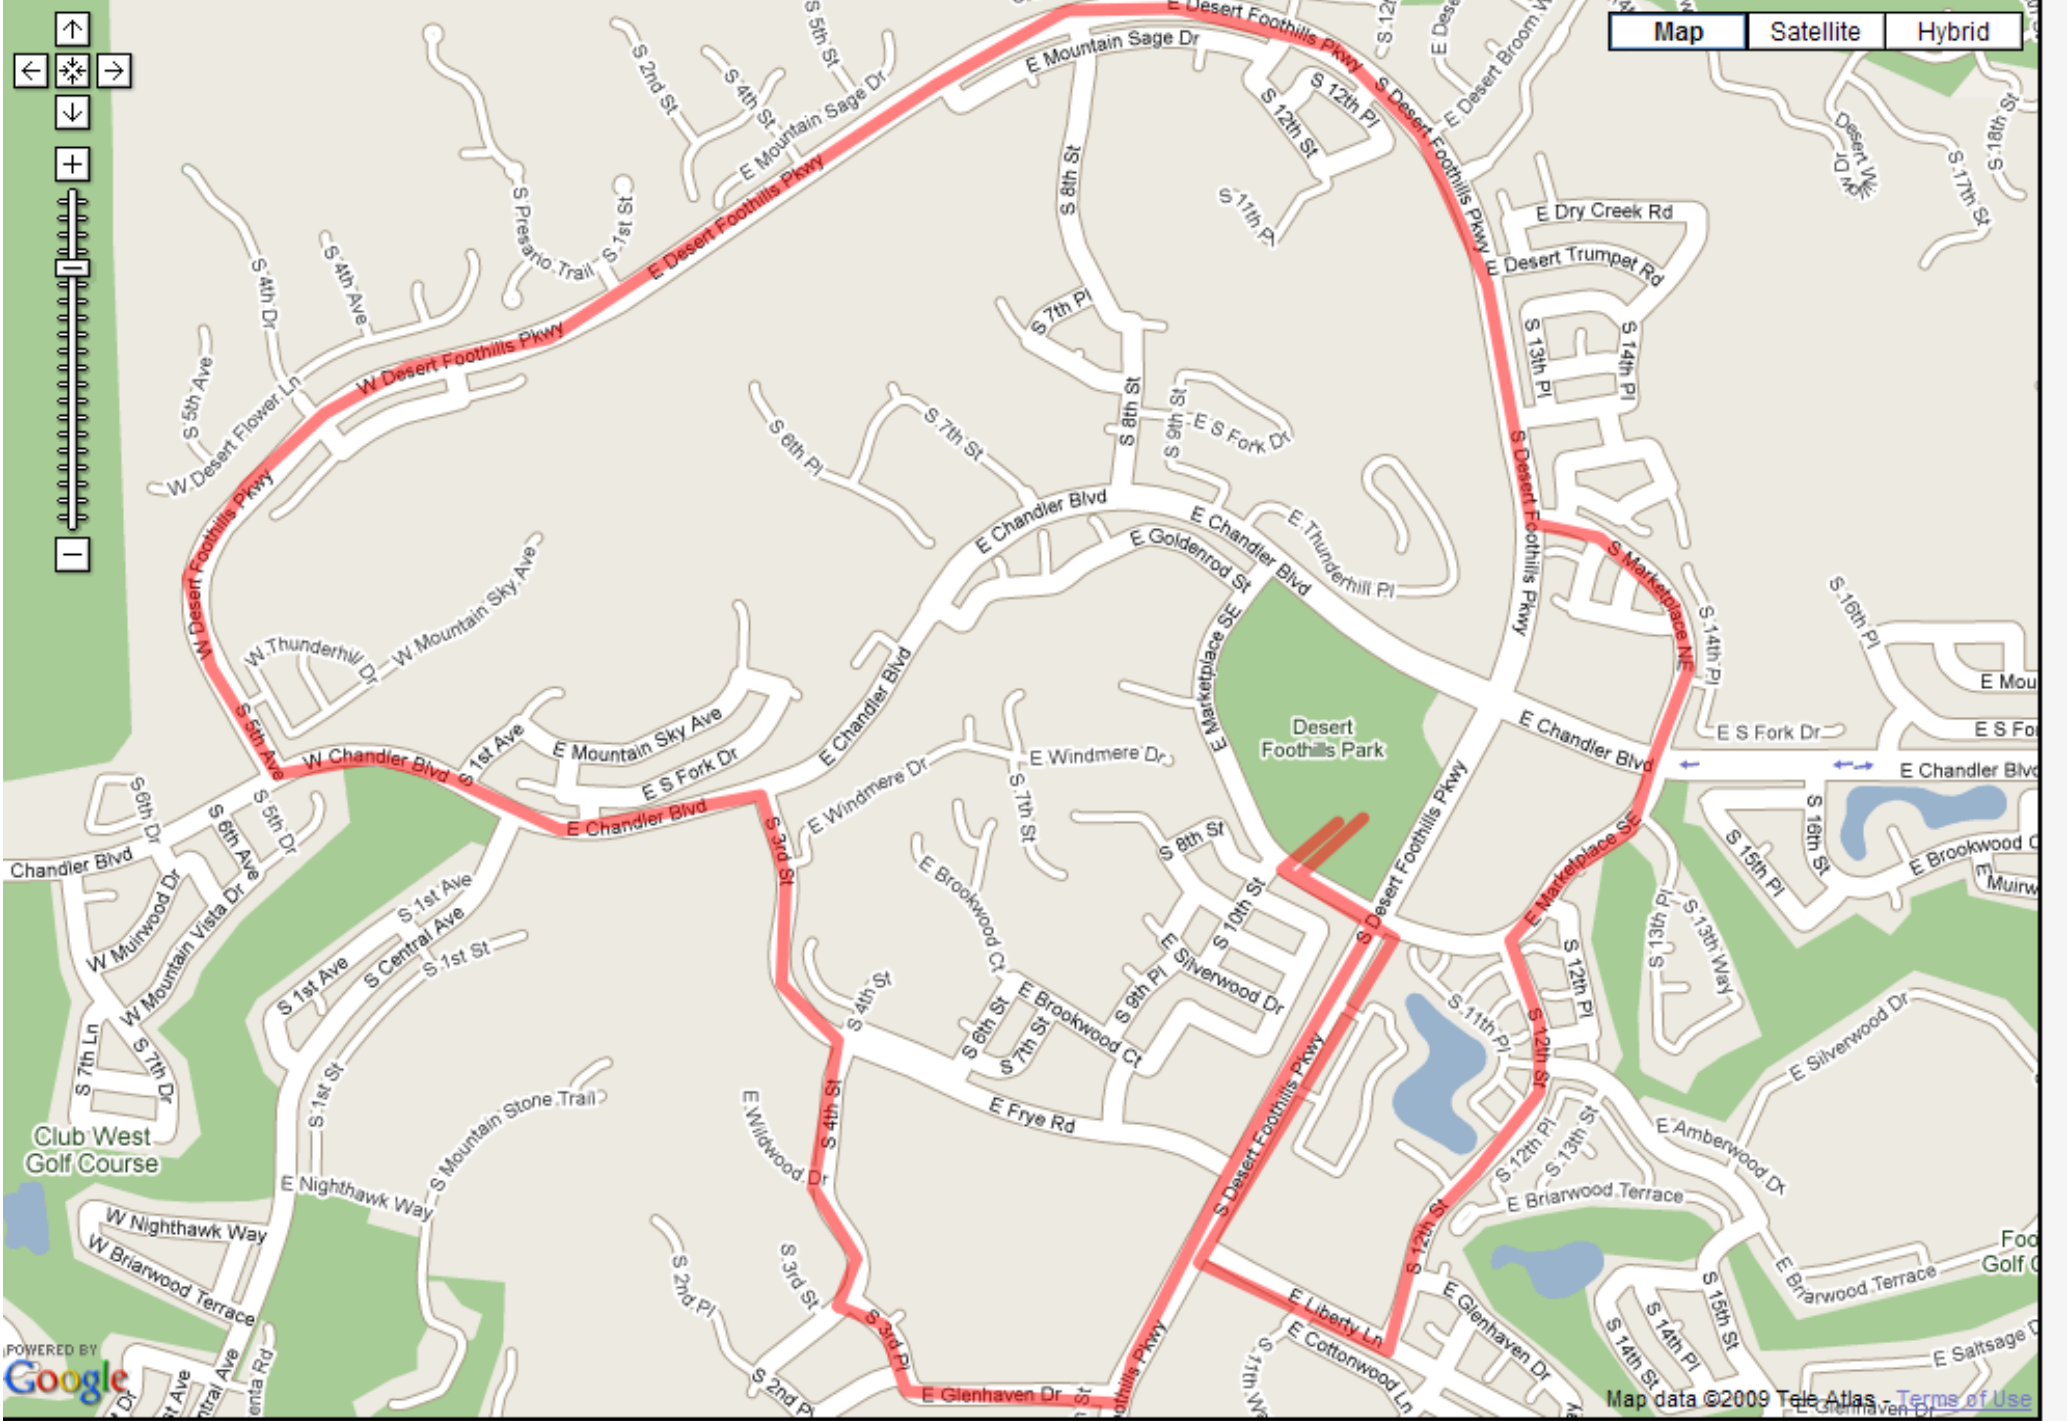 Map
Satellite
Hybrid
E Desert Foothills Pkwy
S 5th St
S 2nd St
S 4th St
E Mountain Sage Dr
E Mountain Sage Dr
S 12th Pl
S 12th St
S 11th Pl
S 8th St
S Desert Foothills Pkwy
E Desert Broom
S 18th St
S 17th St
E Dry Creek Rd
E Desert Trumpet Rd
S Presario Trail
S 1st St
E Desert Foothills Pkwy
S 4th Dr
S 4th Ave
S 5th Ave
W Desert Flower Ln
W Desert Foothills Pkwy
S 7th Pl
S 13th Pl
S 14th Pl
S 8th St
S 9th St
E S Fork Dr
S 6th Pl
S 7th St
S Desert Foothills Pkwy
W Desert Foothills Pkwy
E Chandler Blvd
E Chandler Blvd
E Goldenrod St
E Thunderhill Pl
S Marketplace NE
S 14th Pl
S 16th Pl
W Mountain Sky Ave
W Thunderhill Dr
E Marketplace SE
Desert
Foothills Park
E Mou
E S Fo
E S Fork Dr
E Chandler Blvd
E Chandler Blvd
S 5th Ave
W Chandler Blvd
S 1st Ave
E Mountain Sky Ave
E S Fork Dr
E Chandler Blvd
E Chandler Blvd
E Windmere Dr
E Windmere Dr
S 7th St
S 3rd St
S 6th Dr
S 6th Ave
S 5th Dr
Chandler Blvd
W Muirwood Dr
W Mountain Vista Dr
S 1st Ave
S Central Ave
S 1st St
S 1st Ave
E Brookwood Ct
S 8th St
S 10th St
E Silverwood Dr
S 9th Pl
S Desert Foothills Pkwy
E Marketplace SE
S 15th Pl
S 16th St
E Brookwood C
E Muirw
S 13th Pl
S 13th Way
S 12th Pl
S 11th Pl
S 12th St
S 7th Ln
S 7th Dr
S 1st St
S 4th St
S 6th St
S 7th St
E Brookwood Ct
E Frye Rd
S 4th St
E Wildwood Dr
S Mountain Stone Trail
E Silverwood Dr
E Amberwood Dr
S 12th Pl
S 13th St
E Briarwood Terrace
Club West
Golf Course
E Nighthawk Way
W Nighthawk Way
W Briarwood Terrace
S Desert Foothills Pkwy
S 12th St
Foo
Golf C
E Briarwood Terrace
S 2nd Pl
S 3rd St
S 3rd Pl
E Liberty Ln
E Cottonwood Ln
E Glenhaven Dr
S 15th St
S 14th Pl
S 14th St
E Saltsage D
POWERED BY
Google
S 2nd Pl
E Glenhaven Dr
othills Pkwy
S 11th W
Map data ©2009 Tele Atlas - Terms of Use
E Glenhaven Dr